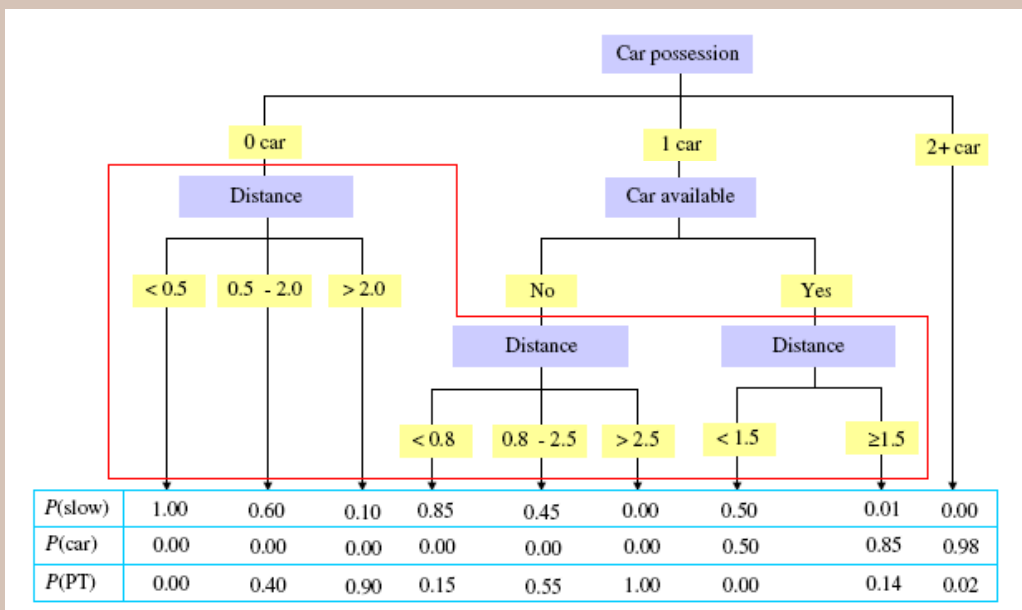 Car possession
0 car 1 car 2+ car
Distance Car available
< 0.5 0.5 - 2.0 > 2.0 No Yes
Distance Distance
< 0.8 0.8 - 2.5 > 2.5 < 1.5 ≥1.5
P(slow) 1.00 0.60 0.10 0.85 0.45 0.00 0.50 0.01 0.00
P(car) 0.00 0.00 0.00 0.00 0.00 0.00 0.50 0.85 0.98
P(PT) 0.00 0.40 0.90 0.15 0.55 1.00 0.00 0.14 0.02